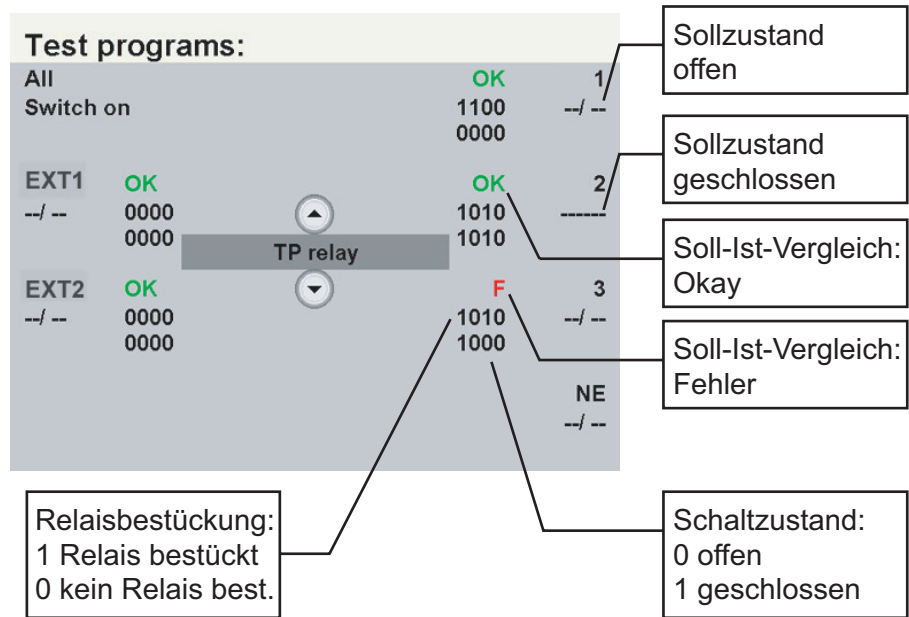 Test programs:
All OK 1
Switch on 1100 --/ --
0000
EXT1 OK OK 2
--/ -- 0000 1010 ------
0000 1010
TP relay
EXT2 OK F 3
--/ -- 0000 1010 --/ --
0000 1000
NE
--/ --
Sollzustand
offen
Sollzustand
geschlossen
Soll-Ist-Vergleich:
Okay
Soll-Ist-Vergleich:
Fehler
Relaisbestückung:
1 Relais bestückt
0 kein Relais best.
Schaltzustand:
0 offen
1 geschlossen